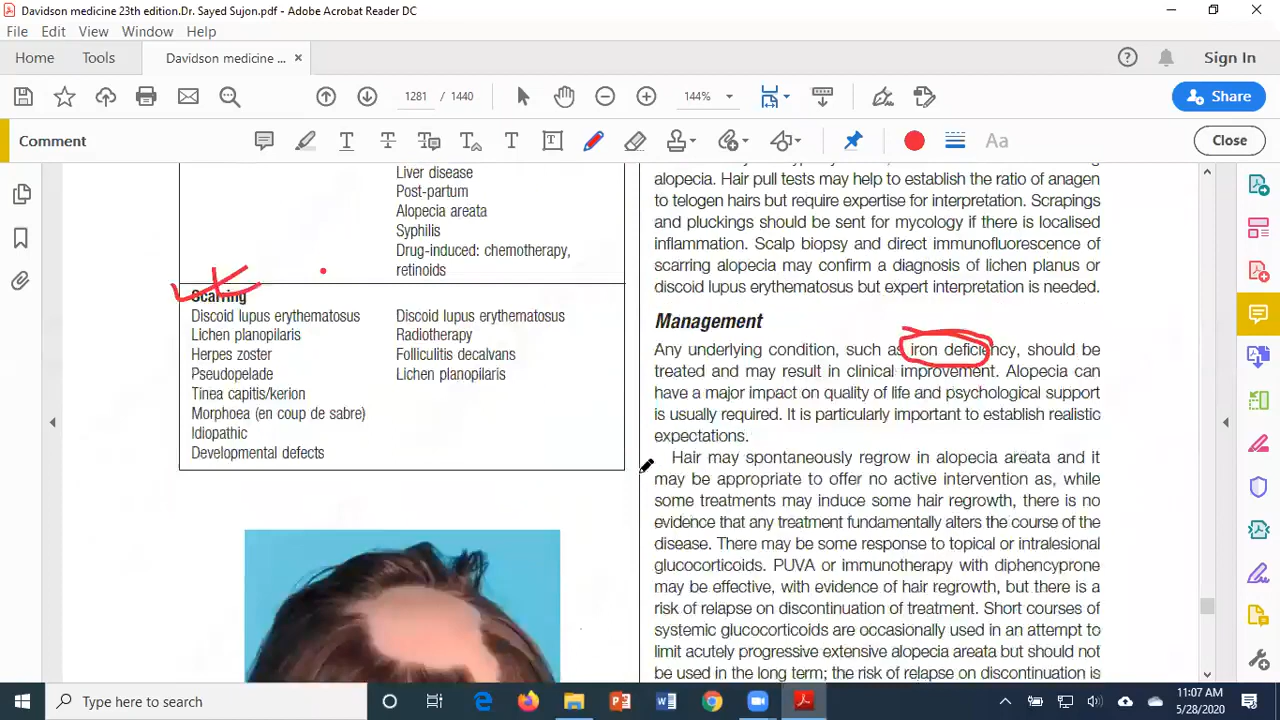 Davidson medicine 23th edition.Dr. Sayed Sujon.pdf - Adobe Acrobat Reader DC
File Edit View Window Help
Home Tools Davidson medicine ... × Sign In
1281 / 1440 144% Share
Comment Close
Liver disease
Post-partum
Alopecia areata
Syphilis
Drug-induced: chemotherapy,
retinoids
Scarring
Discoid lupus erythematosus Discoid lupus erythematosus
Lichen planopilaris Radiotherapy
Herpes zoster Folliculitis decalvans
Pseudopelade Lichen planopilaris
Tinea capitis/kerion
Morphoea (en coup de sabre)
Idiopathic
Developmental defects
alopecia. Hair pull tests may help to establish the ratio of anagen
to telogen hairs but require expertise for interpretation. Scrapings
and pluckings should be sent for mycology if there is localised
inflammation. Scalp biopsy and direct immunofluorescence of
scarring alopecia may confirm a diagnosis of lichen planus or
discoid lupus erythematosus but expert interpretation is needed.
Management
Any underlying condition, such as iron deficiency, should be
treated and may result in clinical improvement. Alopecia can
have a major impact on quality of life and psychological support
is usually required. It is particularly important to establish realistic
expectations.
Hair may spontaneously regrow in alopecia areata and it
may be appropriate to offer no active intervention as, while
some treatments may induce some hair regrowth, there is no
evidence that any treatment fundamentally alters the course of the
disease. There may be some response to topical or intralesional
glucocorticoids. PUVA or immunotherapy with diphencyprone
may be effective, with evidence of hair regrowth, but there is a
risk of relapse on discontinuation of treatment. Short courses of
systemic glucocorticoids are occasionally used in an attempt to
limit acutely progressive extensive alopecia areata but should not
be used in the long term; the risk of relapse on discontinuation is
Type here to search
11:07 AM
5/28/2020